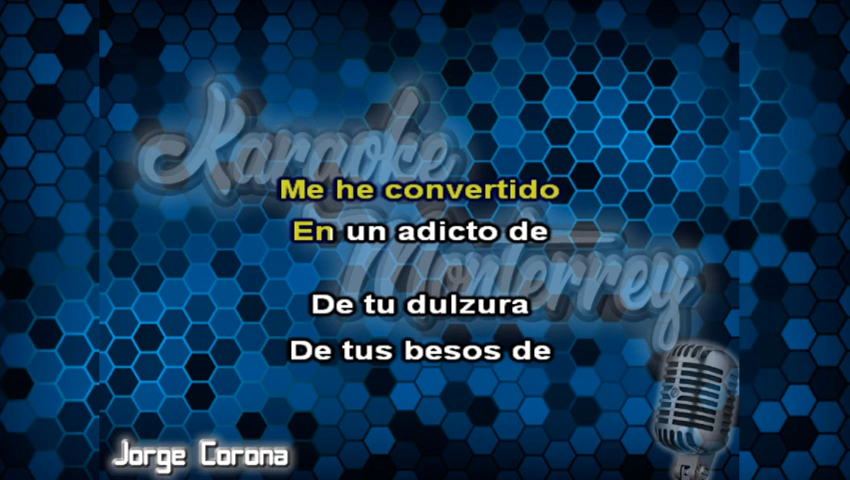 Karaoke
Me he convertido
En un adicto de
Monterrey
De tu dulzura
De tus besos de
Jorge Corona